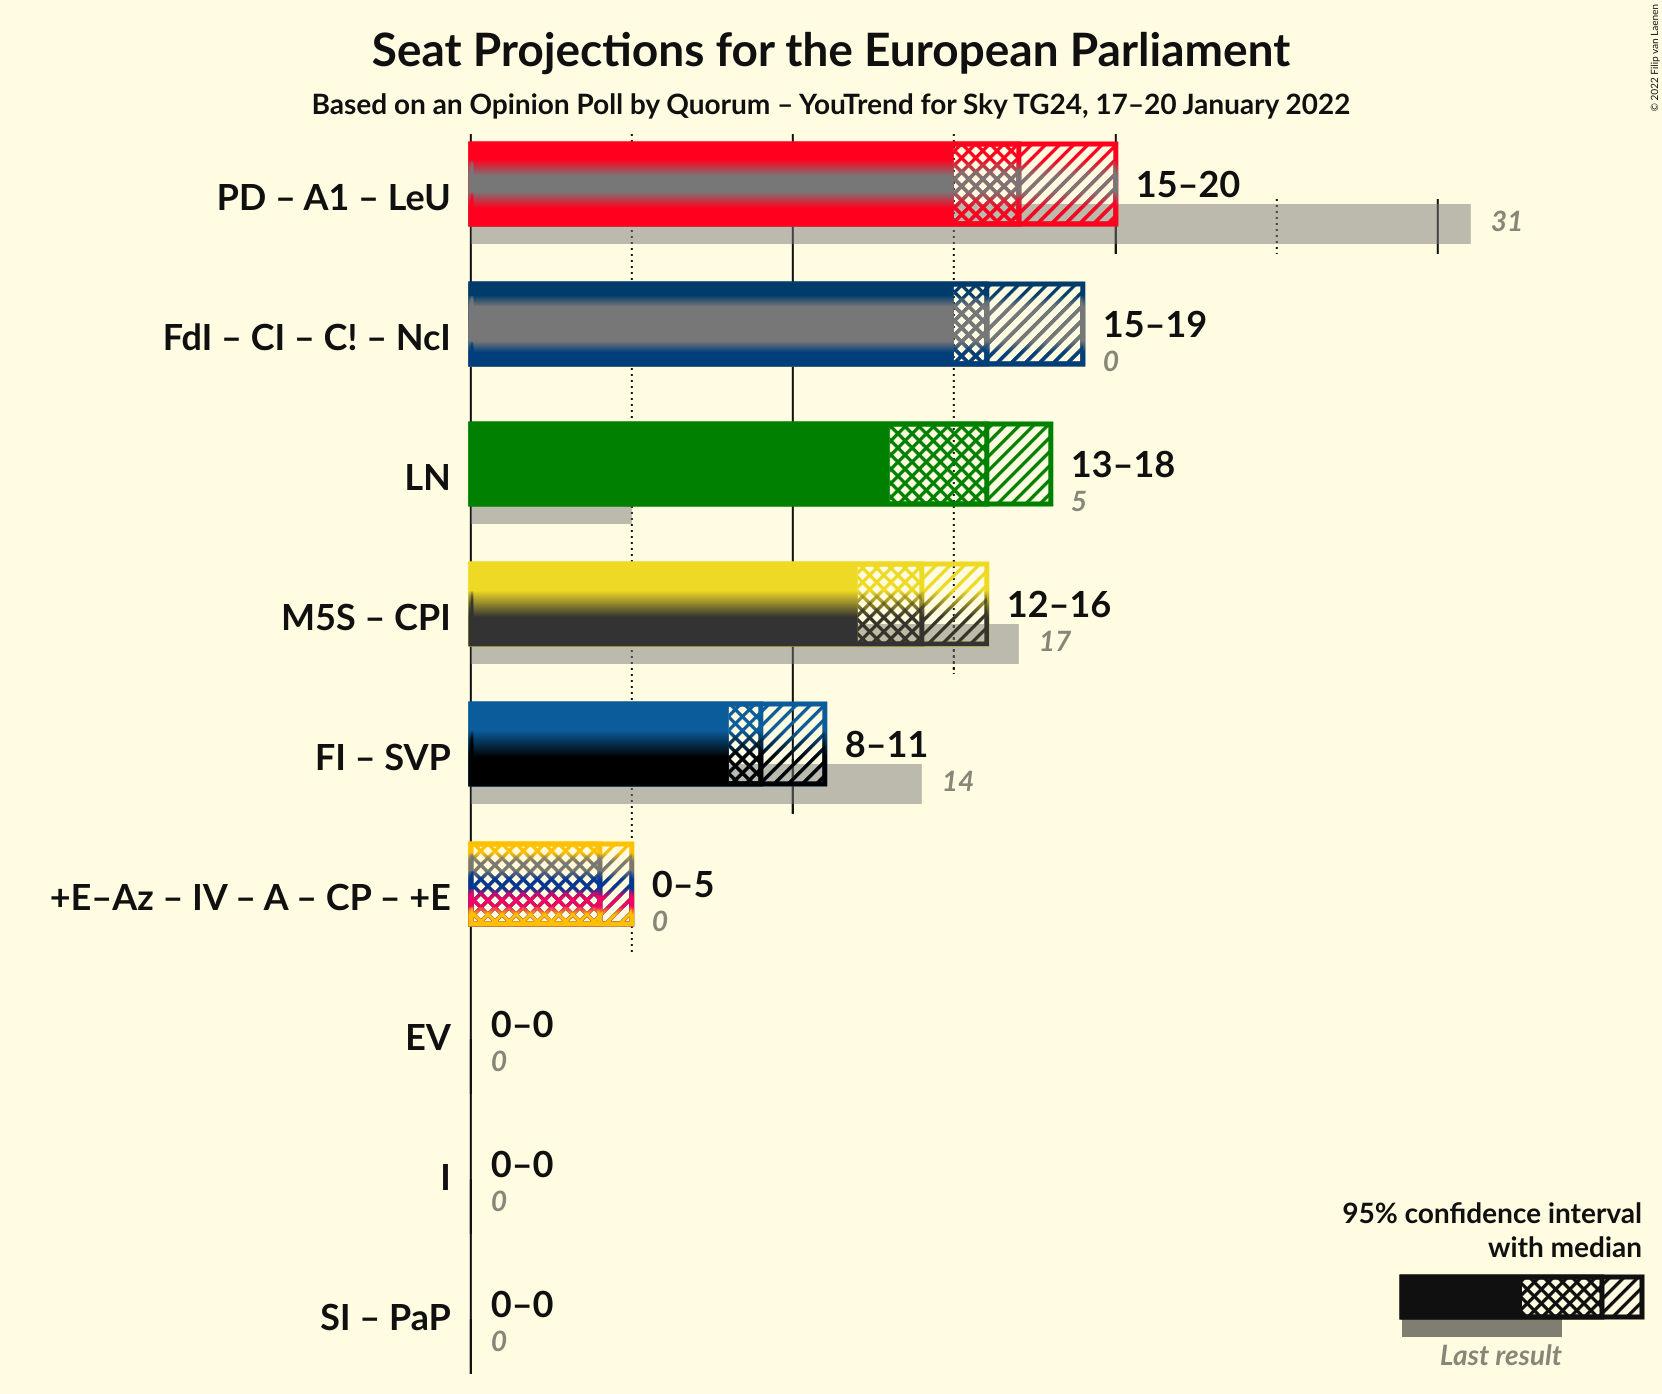 Seat Projections for the European Parliament
Based on an Opinion Poll by Quorum – YouTrend for Sky TG24, 17–20 January 2022
© 2022 Filip van Laenen
PD – A1 – LeU
15–20
31
FdI – CI – C! – NcI
15–19
0
LN
13–18
5
M5S – CPI
12–16
17
FI – SVP
8–11
14
+E–Az – IV – A – CP – +E
0–5
0
EV
0–0
0
I
0–0
0
SI – PaP
0–0
0
95% confidence interval
with median
Last result